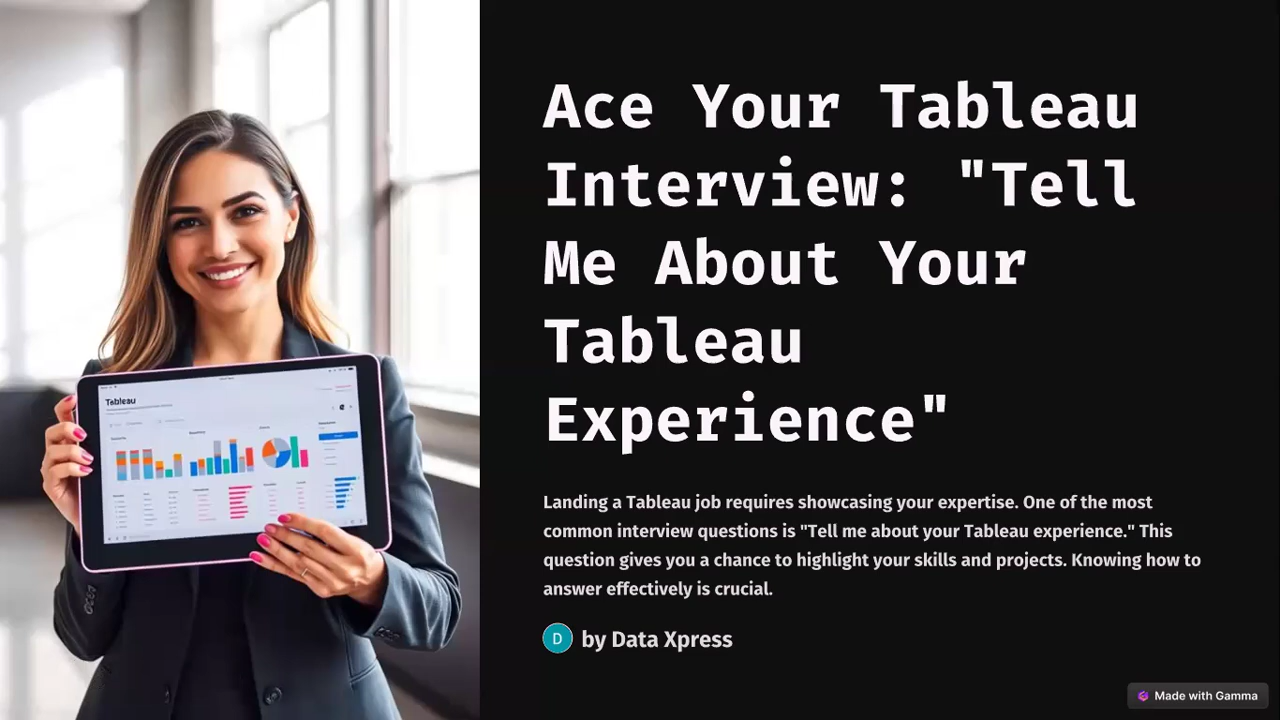 Ace Your Tableau
Interview: "Tell
Me About Your
Tableau
Experience"
Landing a Tableau job requires showcasing your expertise. One of the most
common interview questions is "Tell me about your Tableau experience." This
question gives you a chance to highlight your skills and projects. Knowing how to
answer effectively is crucial.
D by Data Xpress
Made with Gamma
Tableau